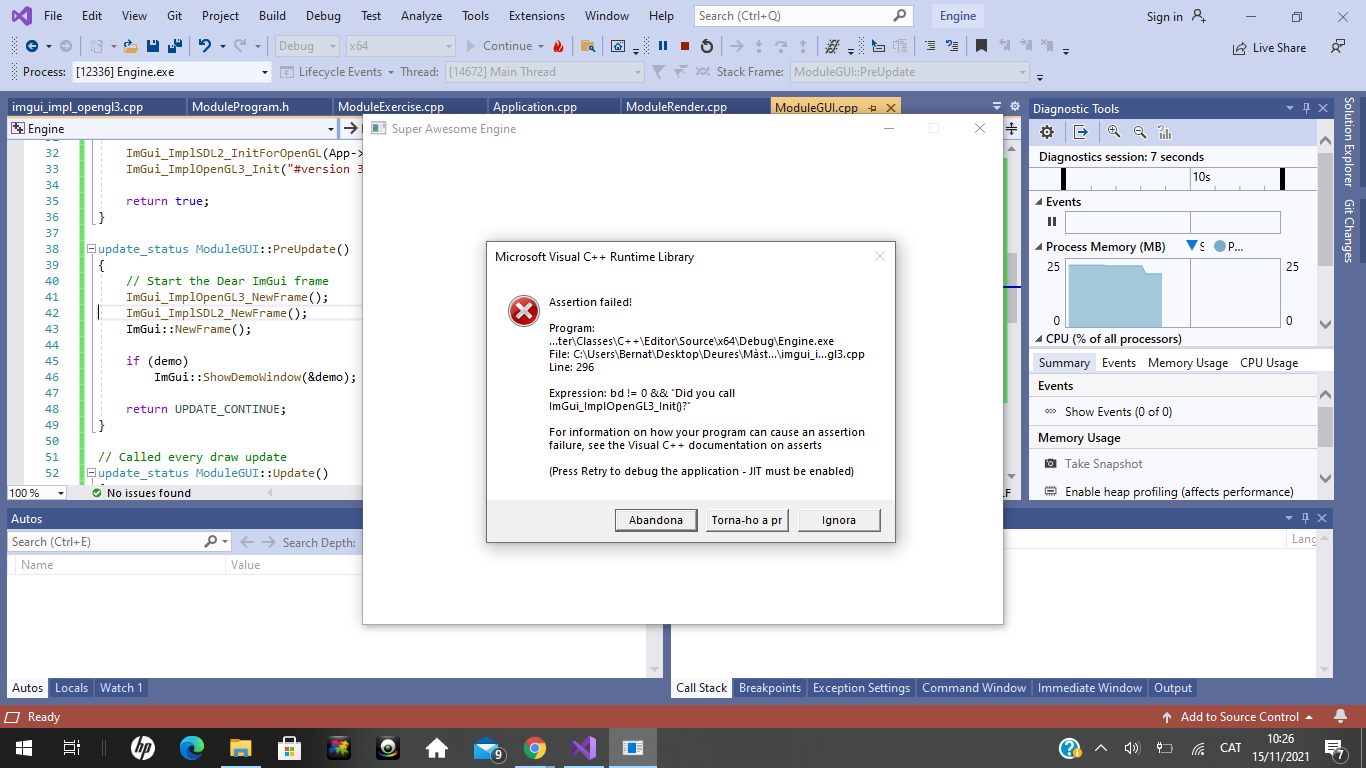 File Edit View Git Project Build Debug Test Analyze Tools Extensions Window Help Search (Ctrl+Q) Engine Sign in
Debug x64 Continue Live Share
Process: [12336] Engine.exe Lifecycle Events Thread: [14672] Main Thread Stack Frame: ModuleGUI::PreUpdate
imgui_impl_opengl3.cpp ModuleProgram.h ModuleExercise.cpp Application.cpp ModuleRender.cpp ModuleGUI.cpp
Engine
32 ImGui_ImplSDL2_InitForOpenGL(App->
33 ImGui_ImplOpenGL3_Init("#version 3
34
35 return true;
36 }
37
38 update_status ModuleGUI::PreUpdate()
39 {
40 // Start the Dear ImGui frame
41 ImGui_ImplOpenGL3_NewFrame();
42 ImGui_ImplSDL2_NewFrame();
43 ImGui::NewFrame();
44
45 if (demo)
46 ImGui::ShowDemoWindow(&demo);
47
48 return UPDATE_CONTINUE;
49 }
50
51 // Called every draw update
52 update_status ModuleGUI::Update()
100 % No issues found
Super Awesome Engine
Microsoft Visual C++ Runtime Library
Assertion failed!
Program:
...ter\Classes\C++\Editor\Source\x64\Debug\Engine.exe
File: C:\Users\Bernat\Desktop\Deures\Màst...\imgui_i...gl3.cpp
Line: 296
Expression: bd != 0 && "Did you call
ImGui_ImplOpenGL3_Init()?"
For information on how your program can cause an assertion
failure, see the Visual C++ documentation on asserts
(Press Retry to debug the application - JIT must be enabled)
Abandona Torna-ho a pr Ignora
Diagnostic Tools
Diagnostics session: 7 seconds
10s
Events
Process Memory (MB) S P...
25 25
0 0
CPU (% of all processors)
Summary Events Memory Usage CPU Usage
Events
Show Events (0 of 0)
Memory Usage
Take Snapshot
Enable heap profiling (affects performance)
Solution Explorer
Git Changes
Autos
Search (Ctrl+E) Search Depth:
Name Value
Lang
Autos Locals Watch 1
Call Stack Breakpoints Exception Settings Command Window Immediate Window Output
Ready Add to Source Control
hp 9 CAT 10:26
15/11/2021 7